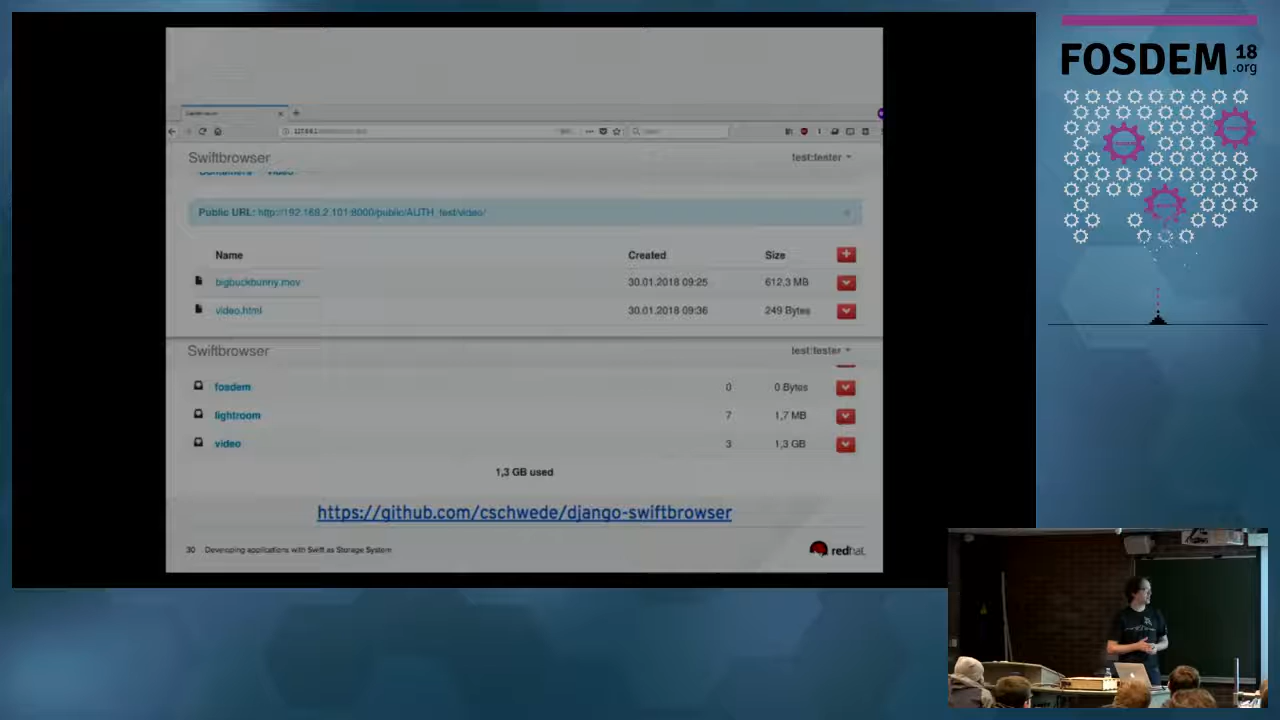 FOSDEM 18
.org
Swiftbrowser test:tester
Containers video
Public URL: http://192.168.2.101:8000/public/AUTH_test/video/
Name Created Size
bigbuckbunny.mov 30.01.2018 09:25 612,3 MB
video.html 30.01.2018 09:36 249 Bytes
Swiftbrowser test:tester
fosdem 0 0 Bytes
lightroom 7 1,7 MB
video 3 1,3 GB
1,3 GB used
https://github.com/cschwede/django-swiftbrowser
30 Developing applications with Swift as Storage System
redhat